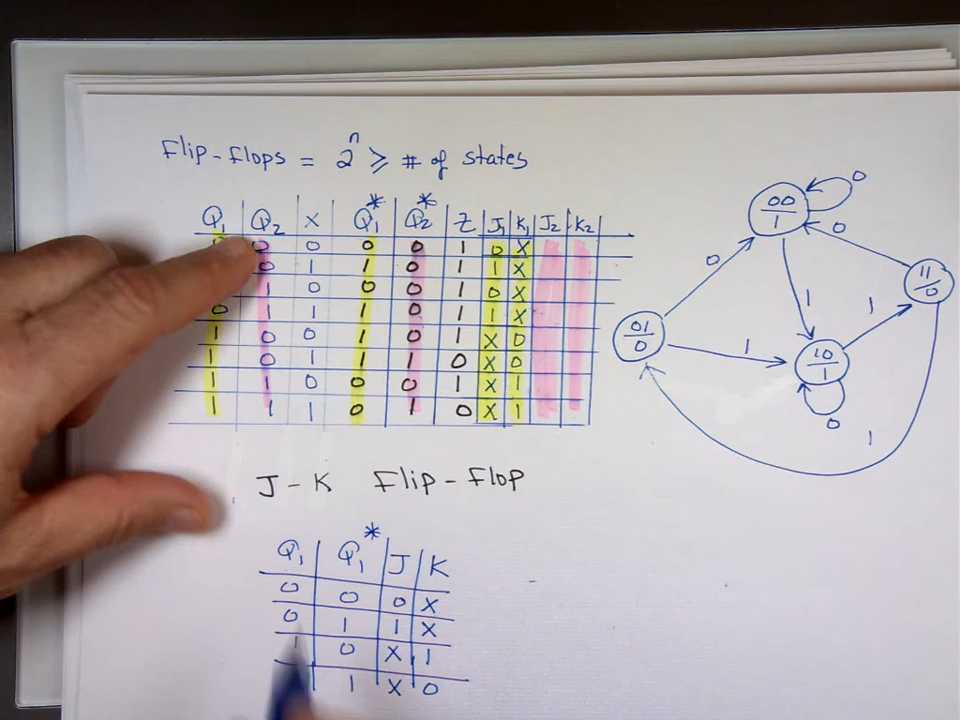 Flip-Flops = 2ⁿ ≥ # of states
Q₁ Q₂ X Q₁* Q₂* Z J₁ K₁ J₂ K₂
0 0 0 0 1 0 X
0 1 1 0 1 1 X
1 0 0 0 1 0 X
0 1 1 1 0 1 1 X
1 0 0 1 0 1 X 0
1 0 1 1 1 0 X 0
1 1 0 0 0 1 X 1
1 1 1 0 1 0 X 1
00
1
0
0
0
1
1
11
0
01
0
1
10
1
0
1
J-K Flip-Flop
Q₁ Q₁* J K
0 0 0 X
0 1 1 X
1 0 X 1
1 X 0